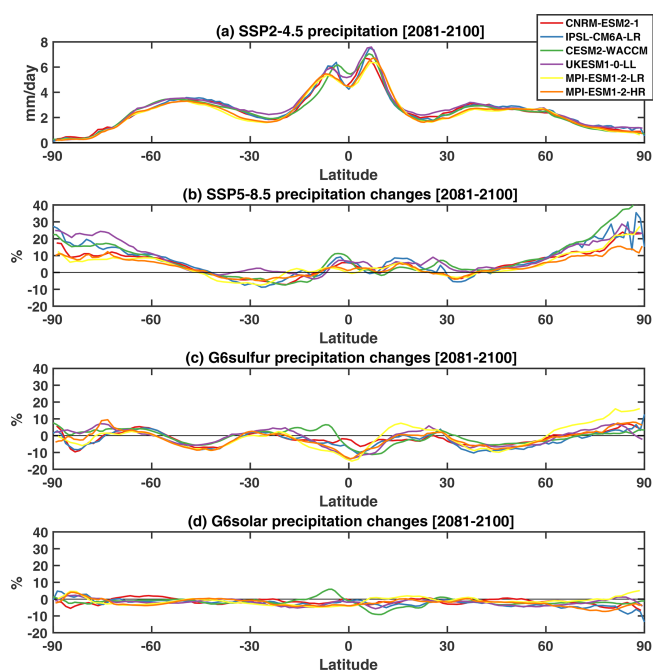 (a) SSP2-4.5 precipitation [2081-2100]
CNRM-ESM2-1
IPSL-CM6A-LR
CESM2-WACCM
UKESM1-0-LL
MPI-ESM1-2-LR
MPI-ESM1-2-HR
mm/day
8
6
4
2
0
-90 -60 -30 0 30 60 90
Latitude
(b) SSP5-8.5 precipitation changes [2081-2100]
%
40
30
20
10
0
-10
-20
-90 -60 -30 0 30 60 90
Latitude
(c) G6sulfur precipitation changes [2081-2100]
%
40
30
20
10
0
-10
-20
-90 -60 -30 0 30 60 90
Latitude
(d) G6solar precipitation changes [2081-2100]
%
40
30
20
10
0
-10
-20
-90 -60 -30 0 30 60 90
Latitude